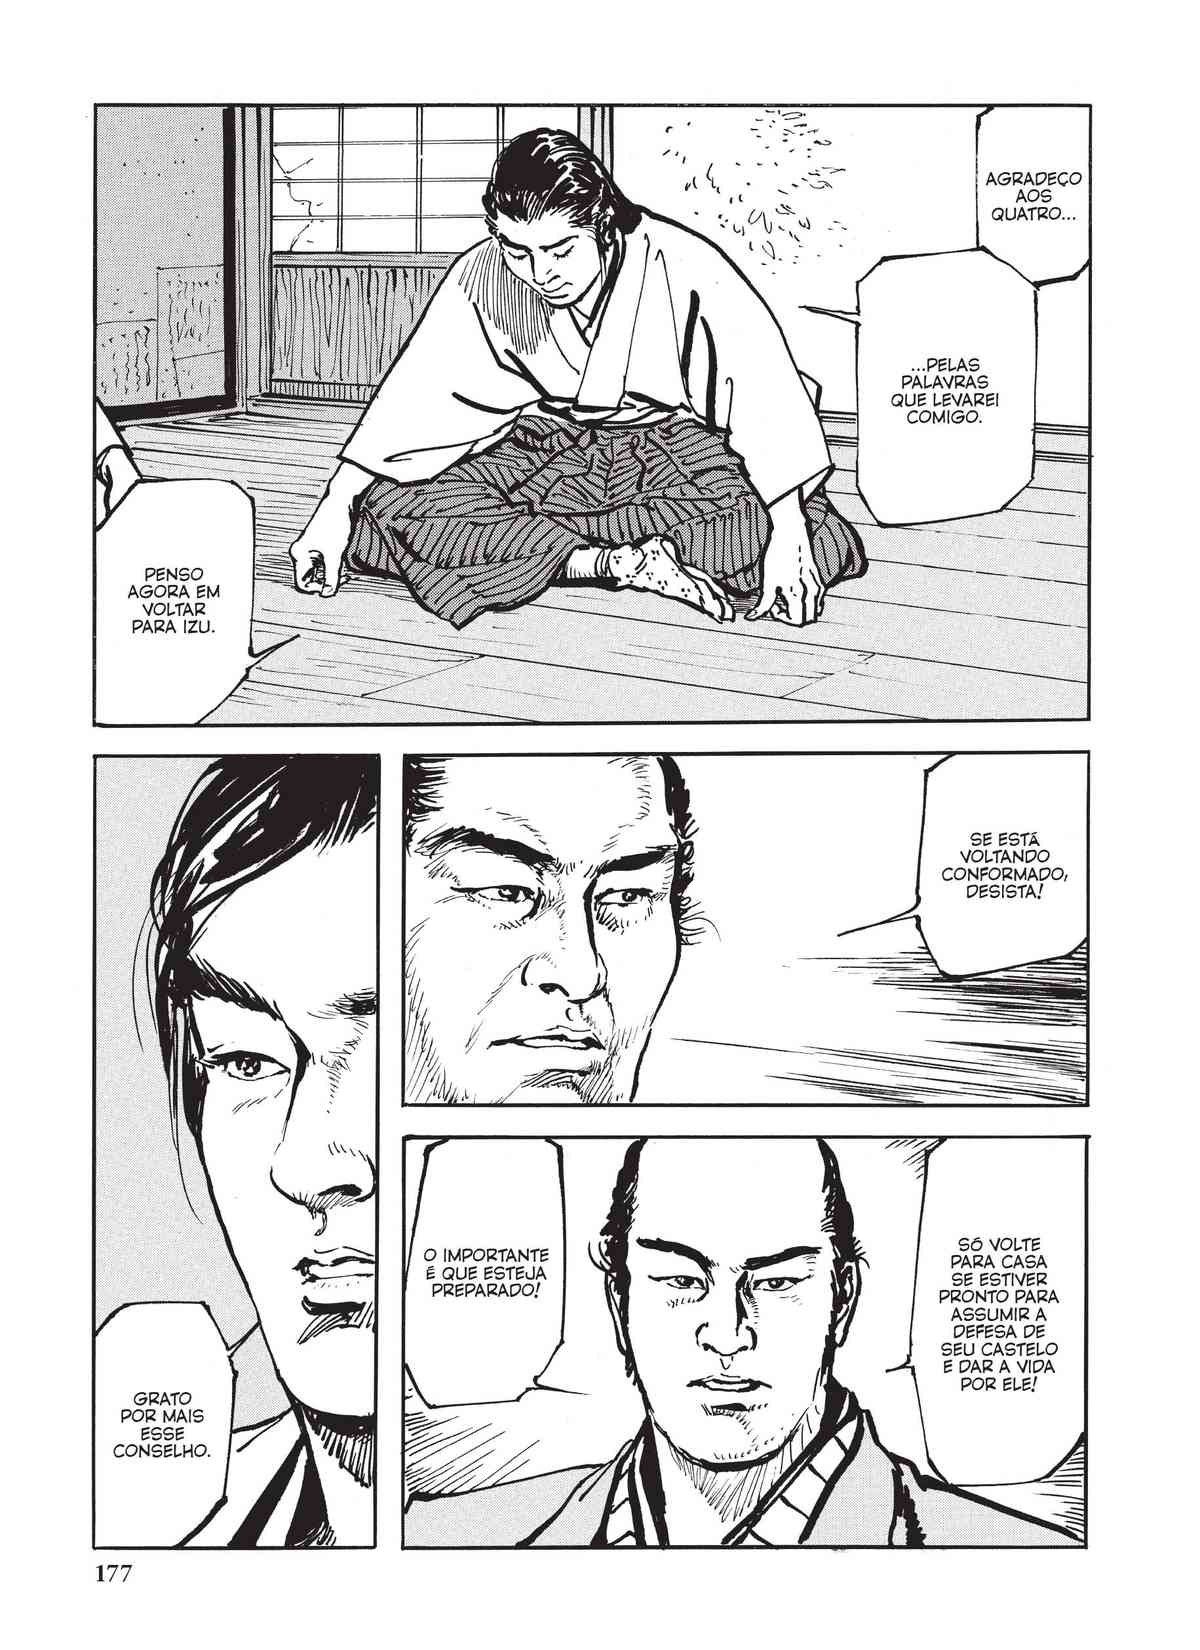 AGRADEÇO
AOS
QUATRO...
...PELAS
PALAVRAS
QUE LEVAREI
COMIGO.
PENSO
AGORA EM
VOLTAR
PARA IZU.
SE ESTÁ
VOLTANDO
CONFORMADO,
DESISTA!
SÓ VOLTE
PARA CASA
SE ESTIVER
PRONTO PARA
ASSUMIR A
DEFESA DE
SEU CASTELO
E DAR A VIDA
POR ELE!
O IMPORTANTE
É QUE ESTEJA
PREPARADO!
GRATO
POR MAIS
ESSE
CONSELHO.
177